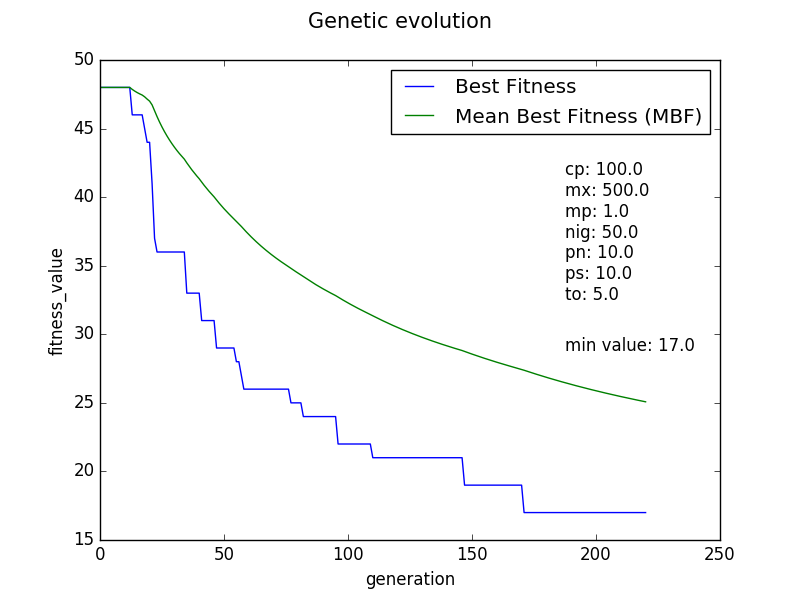 Genetic evolution
50
45
40
35
30
25
20
15
fitness_value
Best Fitness
Mean Best Fitness (MBF)
cp: 100.0
mx: 500.0
mp: 1.0
nig: 50.0
pn: 10.0
ps: 10.0
to: 5.0
min value: 17.0
0 50 100 150 200 250
generation